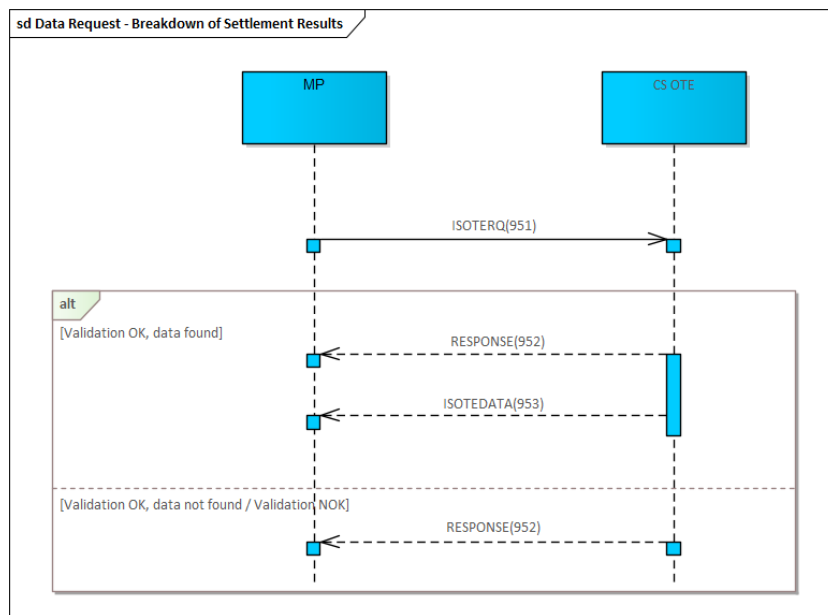 sd Data Request - Breakdown of Settlement Results
MP
CS OTE
ISOTERQ(951)
alt
[Validation OK, data found]
RESPONSE(952)
ISOTEDATA(953)
[Validation OK, data not found / Validation NOK]
RESPONSE(952)